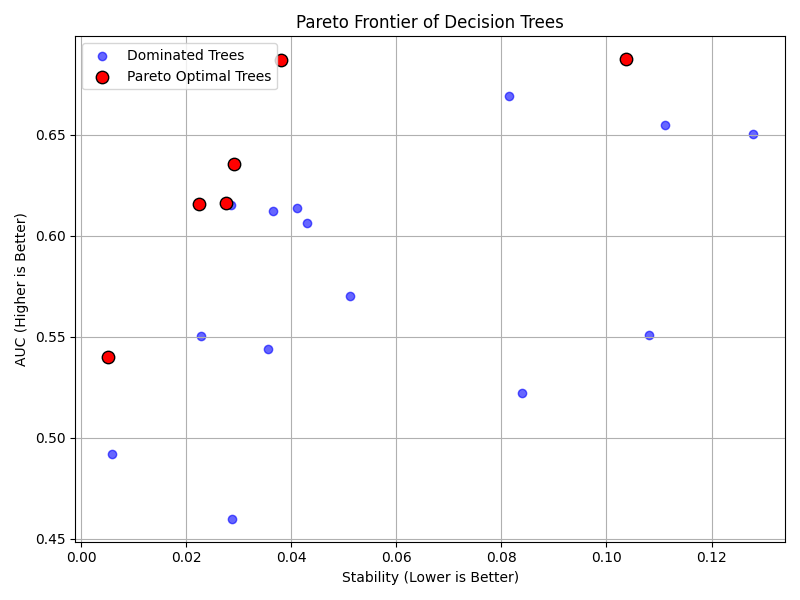 Pareto Frontier of Decision Trees
Dominated Trees
Pareto Optimal Trees
AUC (Higher is Better)
0.65
0.60
0.55
0.50
0.45
0.00 0.02 0.04 0.06 0.08 0.10 0.12
Stability (Lower is Better)